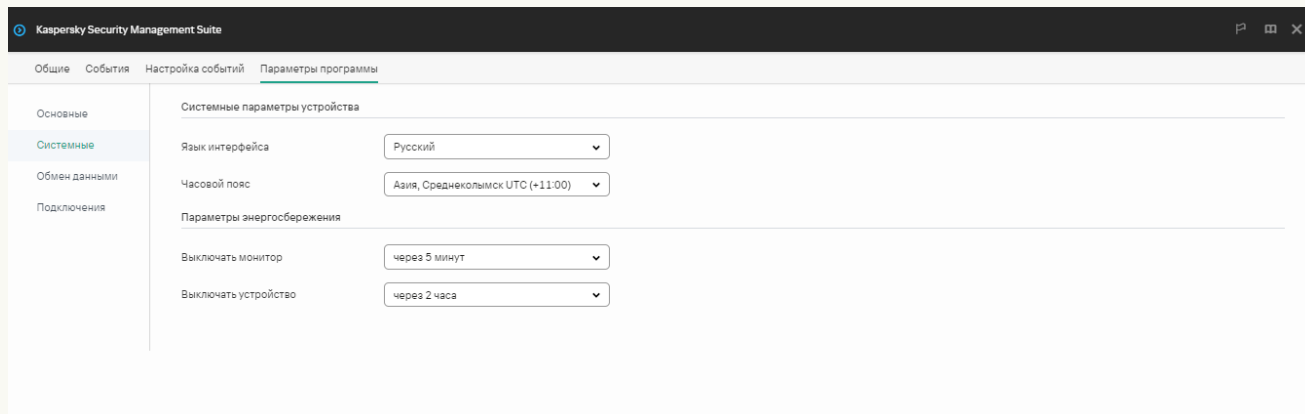 Kaspersky Security Management Suite
Общие События Настройка событий Параметры программы
Основные
Системные
Обмен данными
Подключения
Системные параметры устройства
Язык интерфейса Русский
Часовой пояс Азия, Среднеколымск UTC (+11:00)
Параметры энергосбережения
Выключать монитор через 5 минут
Выключать устройство через 2 часа